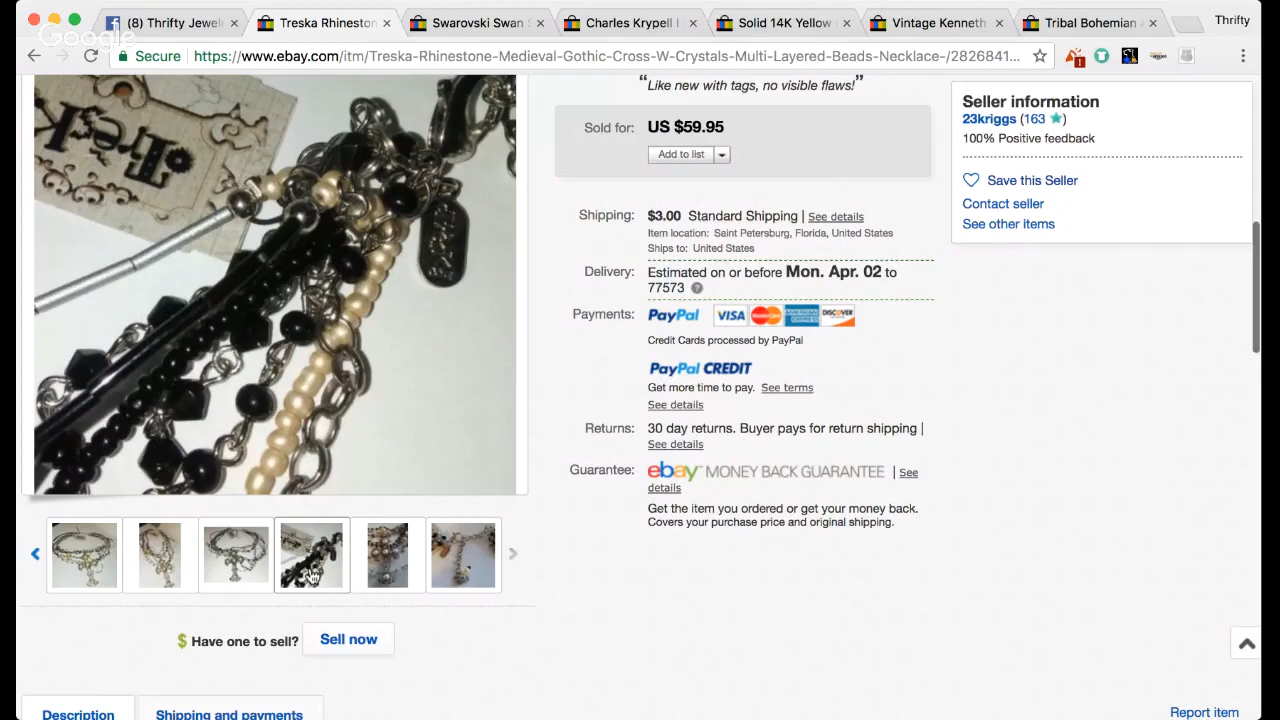 (8) Thrifty Jewel
Treska Rhinestone
Swarovski Swan S
Charles Krypell
Solid 14K Yellow
Vintage Kenneth
Tribal Bohemian A
Thrifty
Google
Secure
https://www.ebay.com/itm/Treska-Rhinestone-Medieval-Gothic-Cross-W-Crystals-Multi-Layered-Beads-Necklace-/2826841...
“Like new with tags, no visible flaws!”
Sold for: US $59.95
Add to list
Shipping: $3.00 Standard Shipping | See details
Item location: Saint Petersburg, Florida, United States
Ships to: United States
Delivery: Estimated on or before Mon. Apr. 02 to
77573
Payments: PayPal VISA MasterCard AMERICAN EXPRESS DISCOVER
Credit Cards processed by PayPal
PayPal CREDIT
Get more time to pay. See terms
See details
Returns: 30 day returns. Buyer pays for return shipping |
See details
Guarantee: ebay MONEY BACK GUARANTEE | See
details
Get the item you ordered or get your money back.
Covers your purchase price and original shipping.
Seller information
23kriggs (163)
100% Positive feedback
Save this Seller
Contact seller
See other items
$ Have one to sell? Sell now
Description
Shipping and payments
Report item